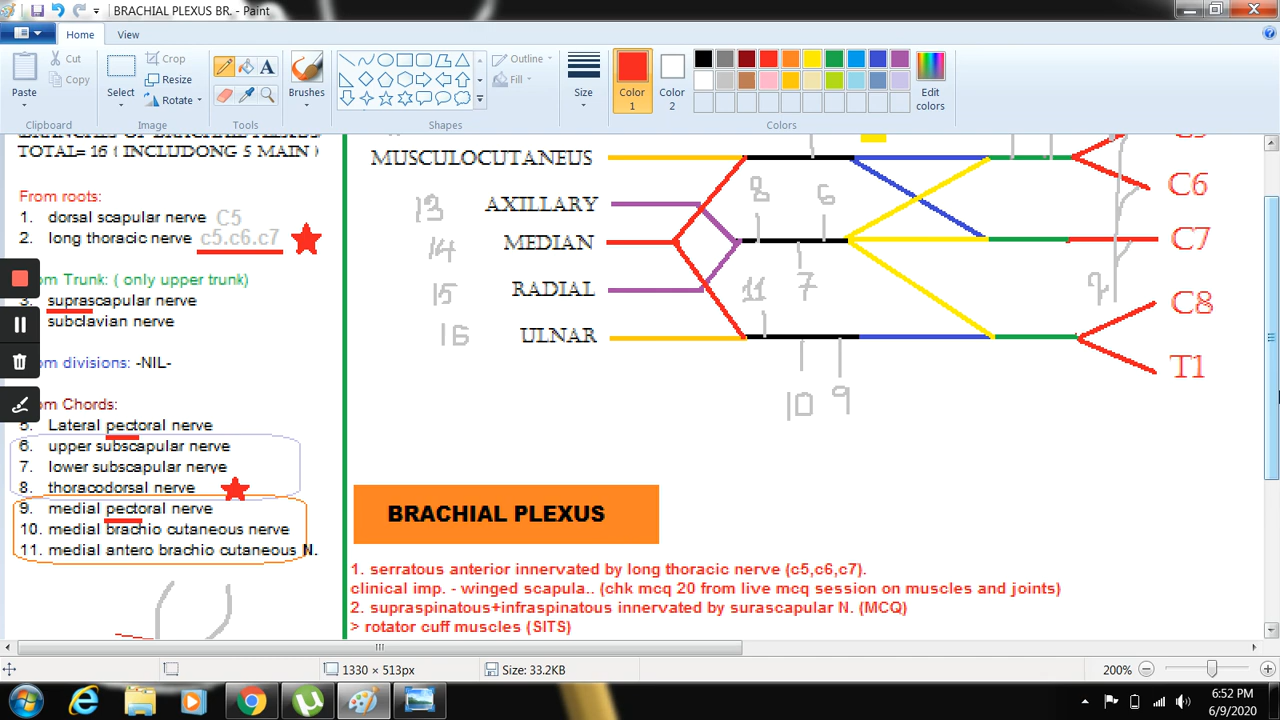 BRACHIAL PLEXUS BR. - Paint
Home
View
Paste
Cut
Copy
Clipboard
Select
Crop
Resize
Rotate
Image
A
Tools
Brushes
Outline
Fill
Shapes
Size
Color 1
Color 2
Edit colors
Colors
BRANCHES OF BRACHIAL PLEXUS
TOTAL= 16 ( INCLUDONG 5 MAIN )
From roots:
1. dorsal scapular nerve C5
2. long thoracic nerve c5.c6.c7
om Trunk: ( only upper trunk)
3. suprascapular nerve
subclavian nerve
om divisions: -NIL-
om Chords:
5. Lateral pectoral nerve
6. upper subscapular nerve
7. lower subscapular nerve
8. thoracodorsal nerve
9. medial pectoral nerve
10. medial brachio cutaneous nerve
11. medial antero brachio cutaneous N.
MUSCULOCUTANEUS
13 AXILLARY
14 MEDIAN
15 RADIAL
16 ULNAR
8 6
11 7
10 9
C6
C7
C8
T1
BRACHIAL PLEXUS
1. serratous anterior innervated by long thoracic nerve (c5,c6,c7).
clinical imp. - winged scapula.. (chk mcq 20 from live mcq session on muscles and joints)
2. supraspinatous+infraspinatous innervated by surascapular N. (MCQ)
> rotator cuff muscles (SITS)
1330 × 513px
Size: 33.2KB
200%
6:52 PM
6/9/2020